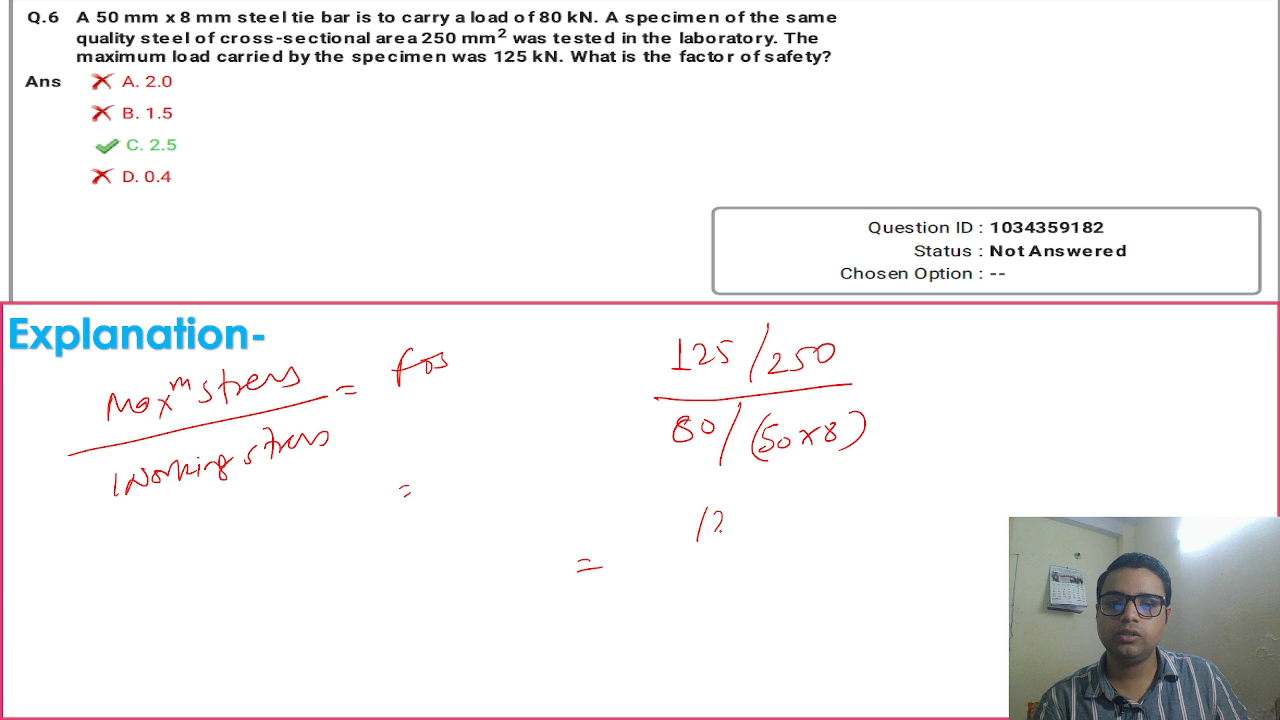 Q.6 A 50 mm x 8 mm steel tie bar is to carry a load of 80 kN. A specimen of the same
quality steel of cross-sectional area 250 mm² was tested in the laboratory. The
maximum load carried by the specimen was 125 kN. What is the factor of safety?
Ans A. 2.0
B. 1.5
C. 2.5
D. 0.4
Question ID : 1034359182
Status : Not Answered
Chosen Option : --
Explanation-
Maxᵐ stress
= fos
working stress
=
125/250
80/(50×8)
=